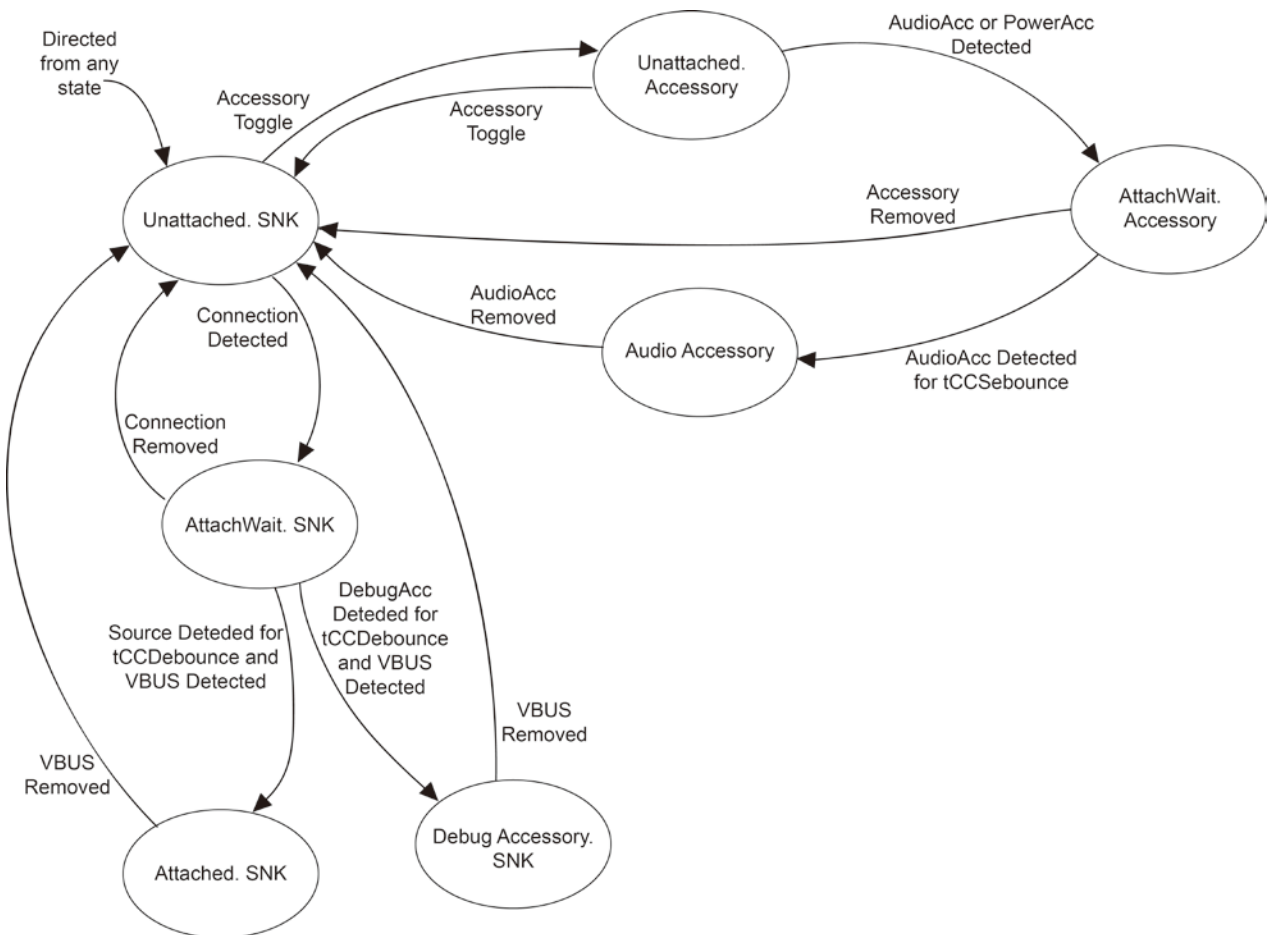 Directed
from any
state
Accessory
Toggle
Accessory
Toggle
Unattached.
Accessory
AudioAcc or PowerAcc
Detected
Unattached. SNK
Accessory
Removed
AttachWait.
Accessory
AudioAcc
Removed
Audio Accessory
AudioAcc Detected
for tCCSebounce
Connection
Detected
Connection
Removed
AttachWait. SNK
Source Deteded for
tCCDebounce and
VBUS Detected
DebugAcc
Deteded for
tCCDebounce
and VBUS
Detected
VBUS
Removed
VBUS
Removed
Attached. SNK
Debug Accessory.
SNK